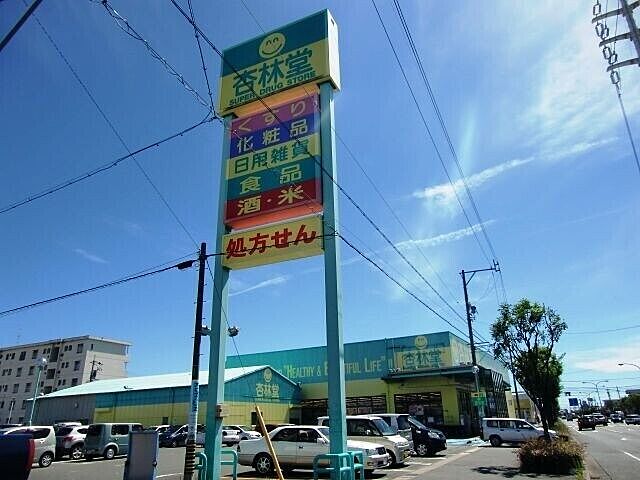 杏林堂
SUPER DRUG STORE
くすり
化粧品
日用雑貨
食品
酒・米
処方せん
"HEALTHY & BEAUTIFUL LIFE"
杏林堂
杏林堂